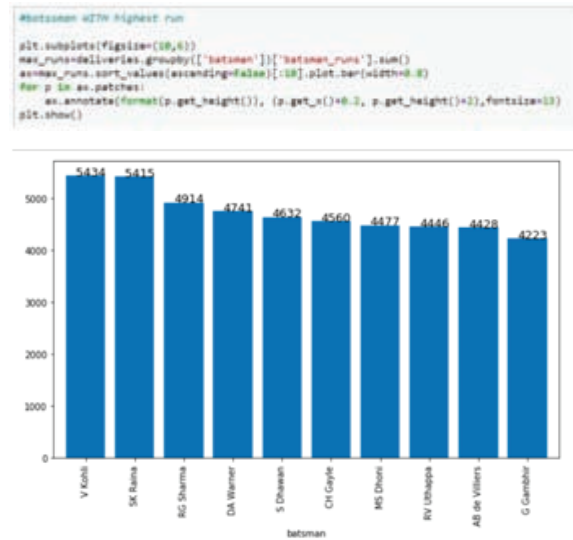 #batssman WITH highest run
plt.subplots(figsize=(10,6))
max_runs=deliveries.groupby(['batsman'])['batsman_runs'].sum()
ax=max_runs.sort_values(ascending=False)[:10].plot.bar(width=0.8)
for p in ax.patches:
ax.annotate(format(p.get_height()), (p.get_x()+0.2, p.get_height()+2),fontsize=13)
plt.show()
5434 5415 4914 4741 4632 4560 4477 4446 4428 4223
5000
4000
3000
2000
1000
0
V Kohli
SK Raina
RG Sharma
DA Warner
S Dhawan
CH Gayle
MS Dhoni
RV Uthappa
AB de Villiers
G Gambhir
batsman